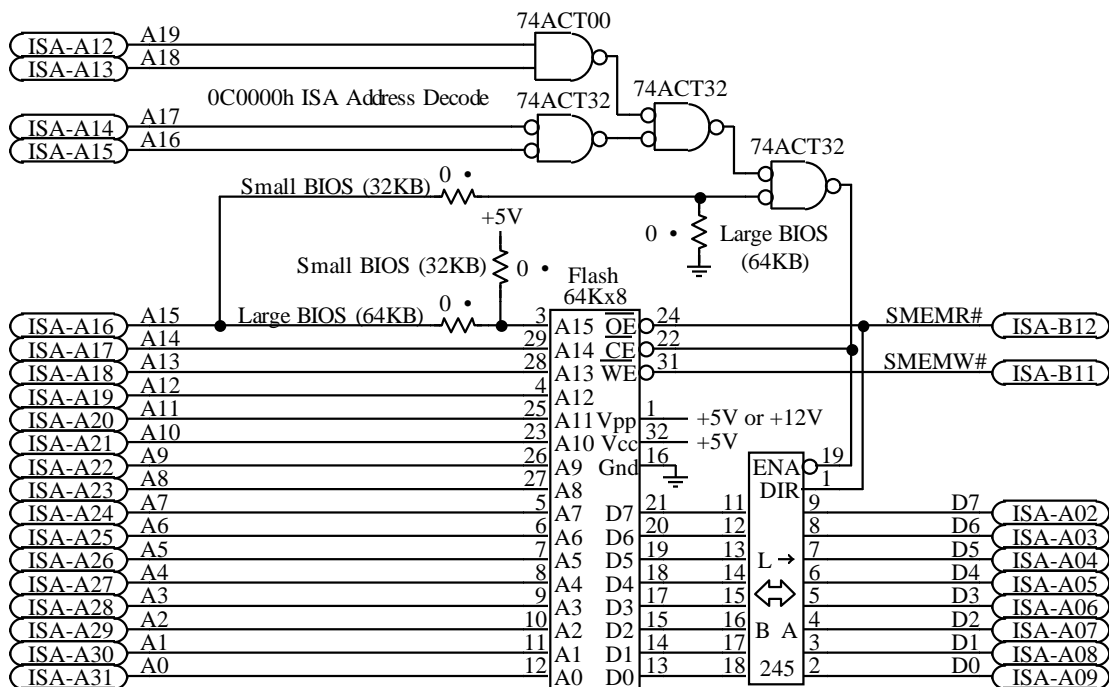 74ACT00
ISA-A12 A19
ISA-A13 A18
0C0000h ISA Address Decode
74ACT32
74ACT32
ISA-A14 A17
ISA-A15 A16
74ACT32
Small BIOS (32KB) 0 •
+5V
0 • Large BIOS (64KB)
Small BIOS (32KB) 0 •
Flash
64Kx8
Large BIOS (64KB) 0 •
ISA-A16 A15 3 A15 OE 24 SMEMR# ISA-B12
ISA-A17 A14 29 A14 CE 22
ISA-A18 A13 28 A13 WE 31 SMEMW# ISA-B11
ISA-A19 A12 4 A12
ISA-A20 A11 25 A11 Vpp 1 +5V or +12V
ISA-A21 A10 23 A10 Vcc 32 +5V
ISA-A22 A9 26 A9 Gnd 16 ENA 19
ISA-A23 A8 27 A8 DIR 1
ISA-A24 A7 5 A7 D7 21 11 9 D7 ISA-A02
ISA-A25 A6 6 A6 D6 20 12 8 D6 ISA-A03
ISA-A26 A5 7 A5 D5 19 13 L → 7 D5 ISA-A04
ISA-A27 A4 8 A4 D4 18 14 6 D4 ISA-A05
ISA-A28 A3 9 A3 D3 17 15 5 D3 ISA-A06
ISA-A29 A2 10 A2 D2 15 16 B A 4 D2 ISA-A07
ISA-A30 A1 11 A1 D1 14 17 3 D1 ISA-A08
ISA-A31 A0 12 A0 D0 13 18 245 2 D0 ISA-A09